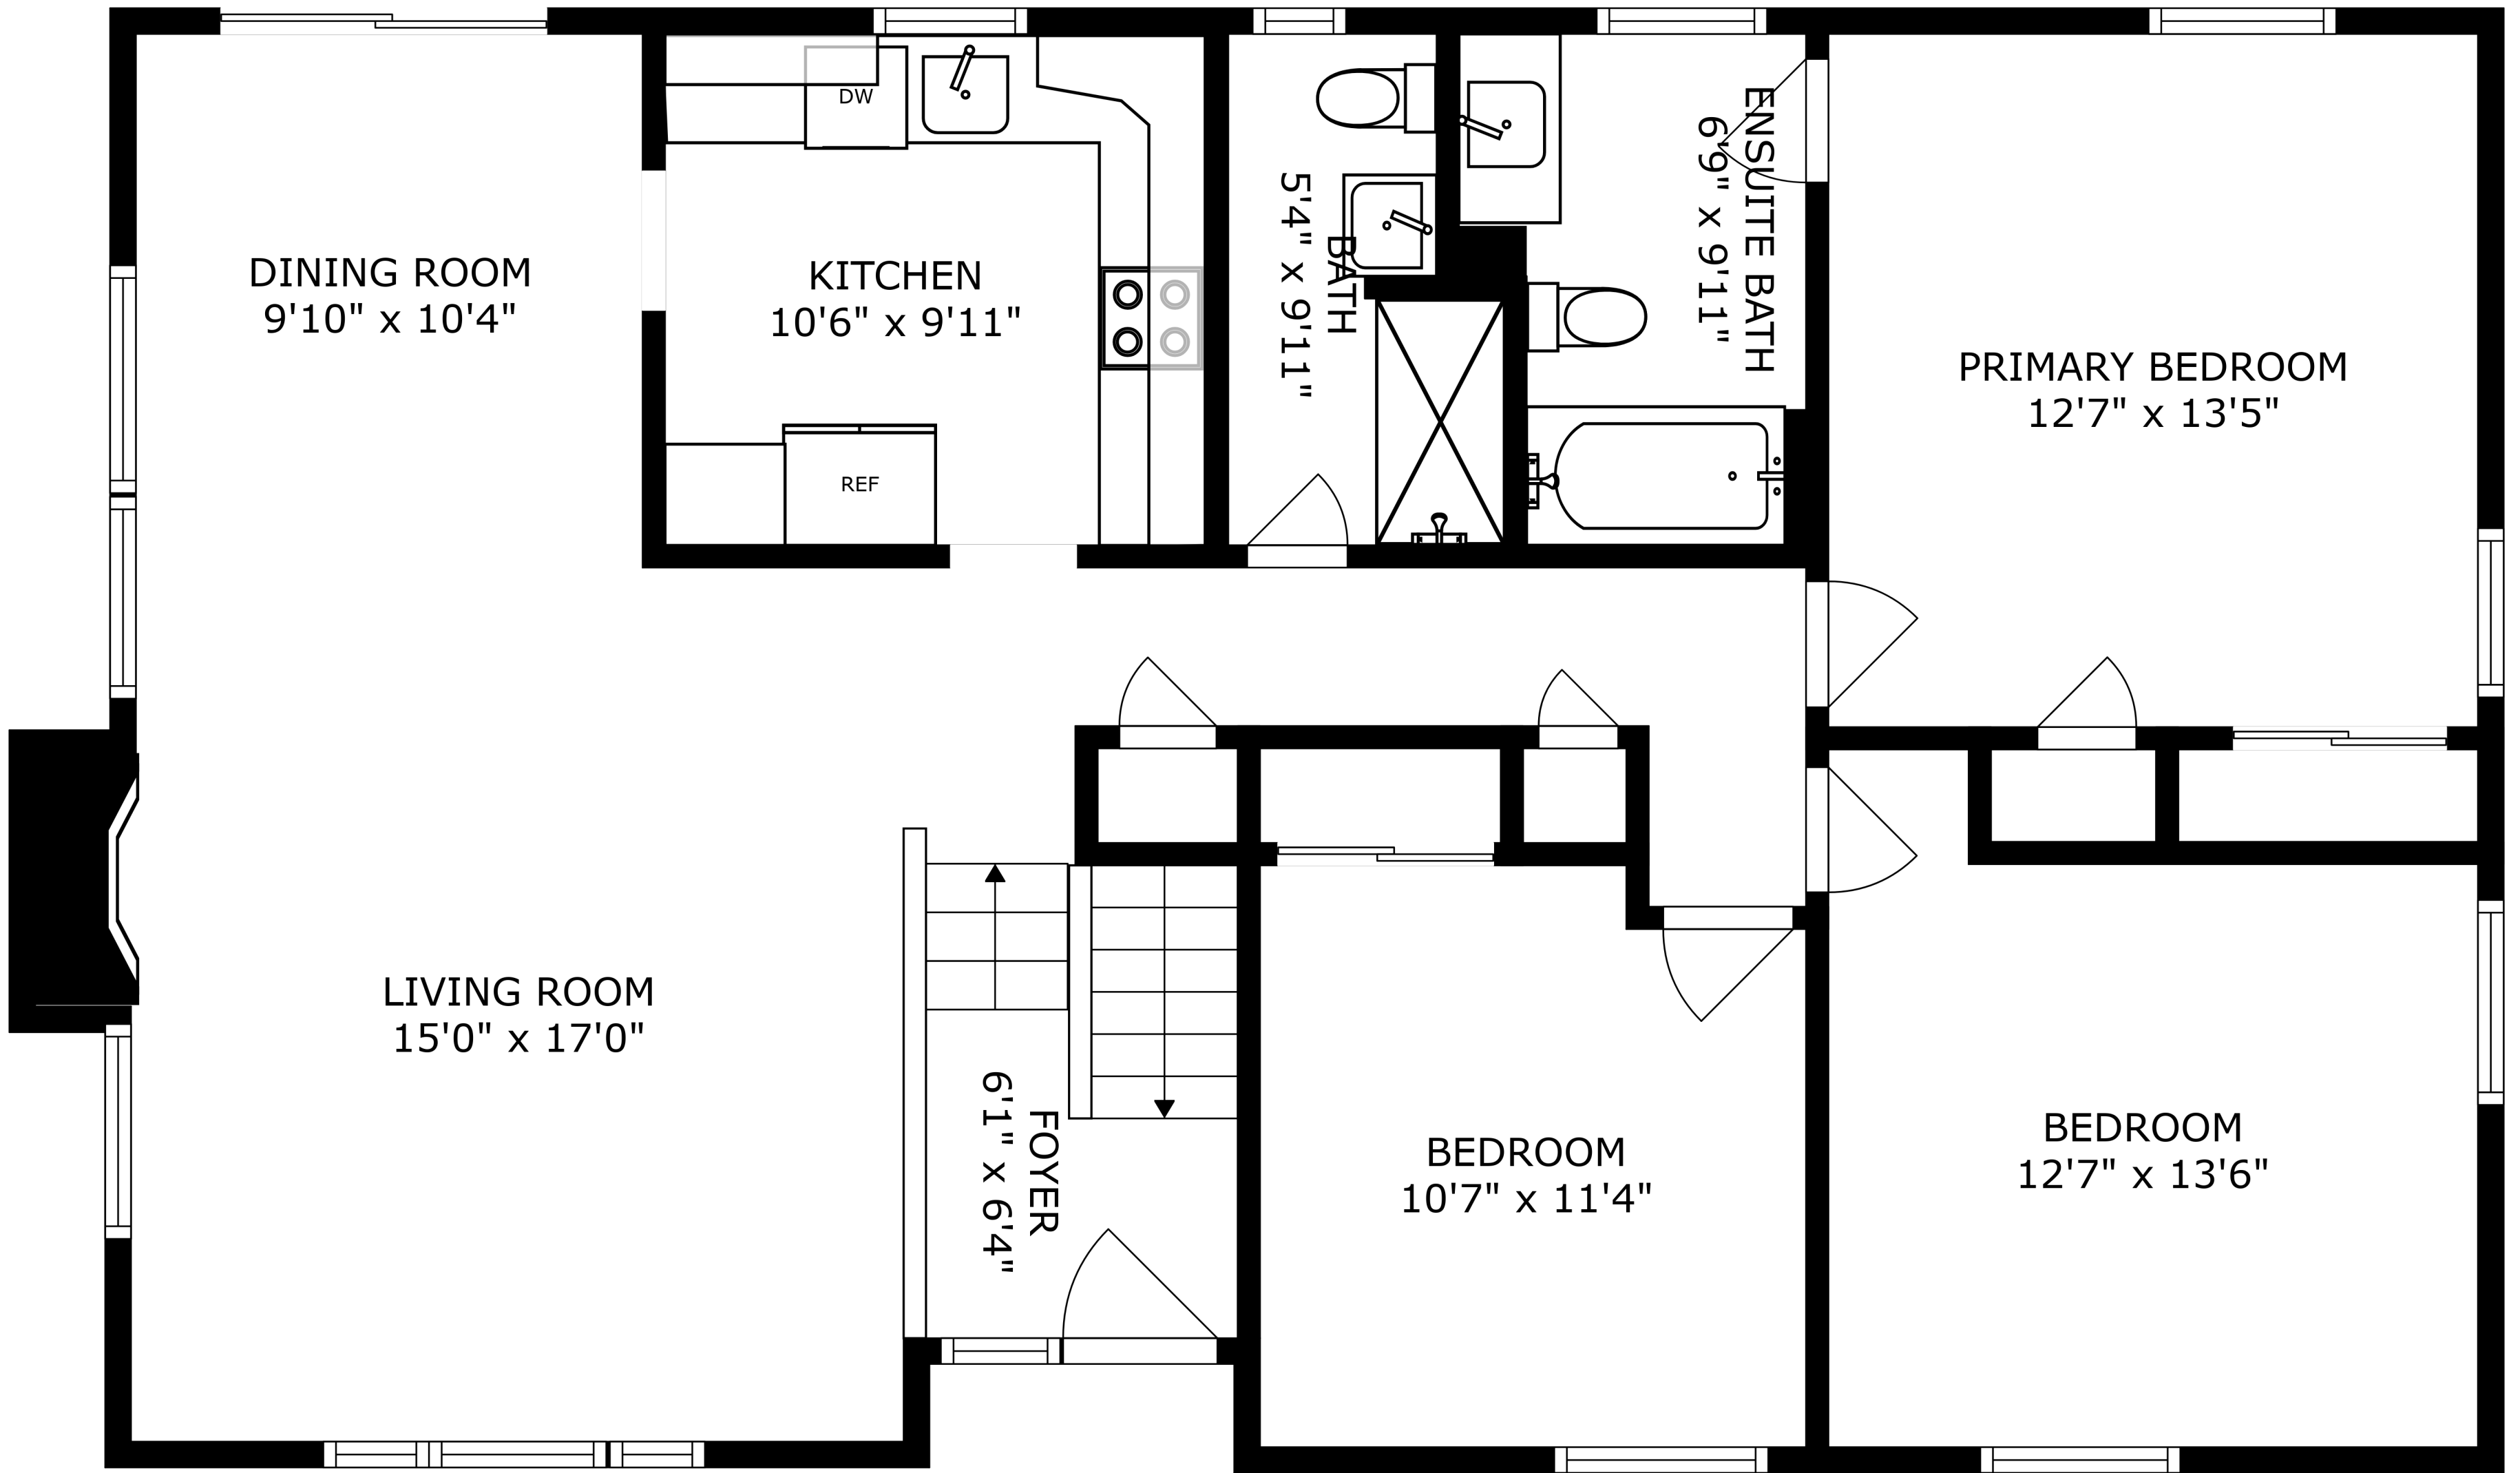 DW
DINING ROOM
9'10" x 10'4"
KITCHEN
10'6" x 9'11"
BATH
5'4" x 9'11"
ENSUITE BATH
6'9" x 9'11"
PRIMARY BEDROOM
12'7" x 13'5"
REF
LIVING ROOM
15'0" x 17'0"
FOYER
6'1" x 6'4"
BEDROOM
10'7" x 11'4"
BEDROOM
12'7" x 13'6"